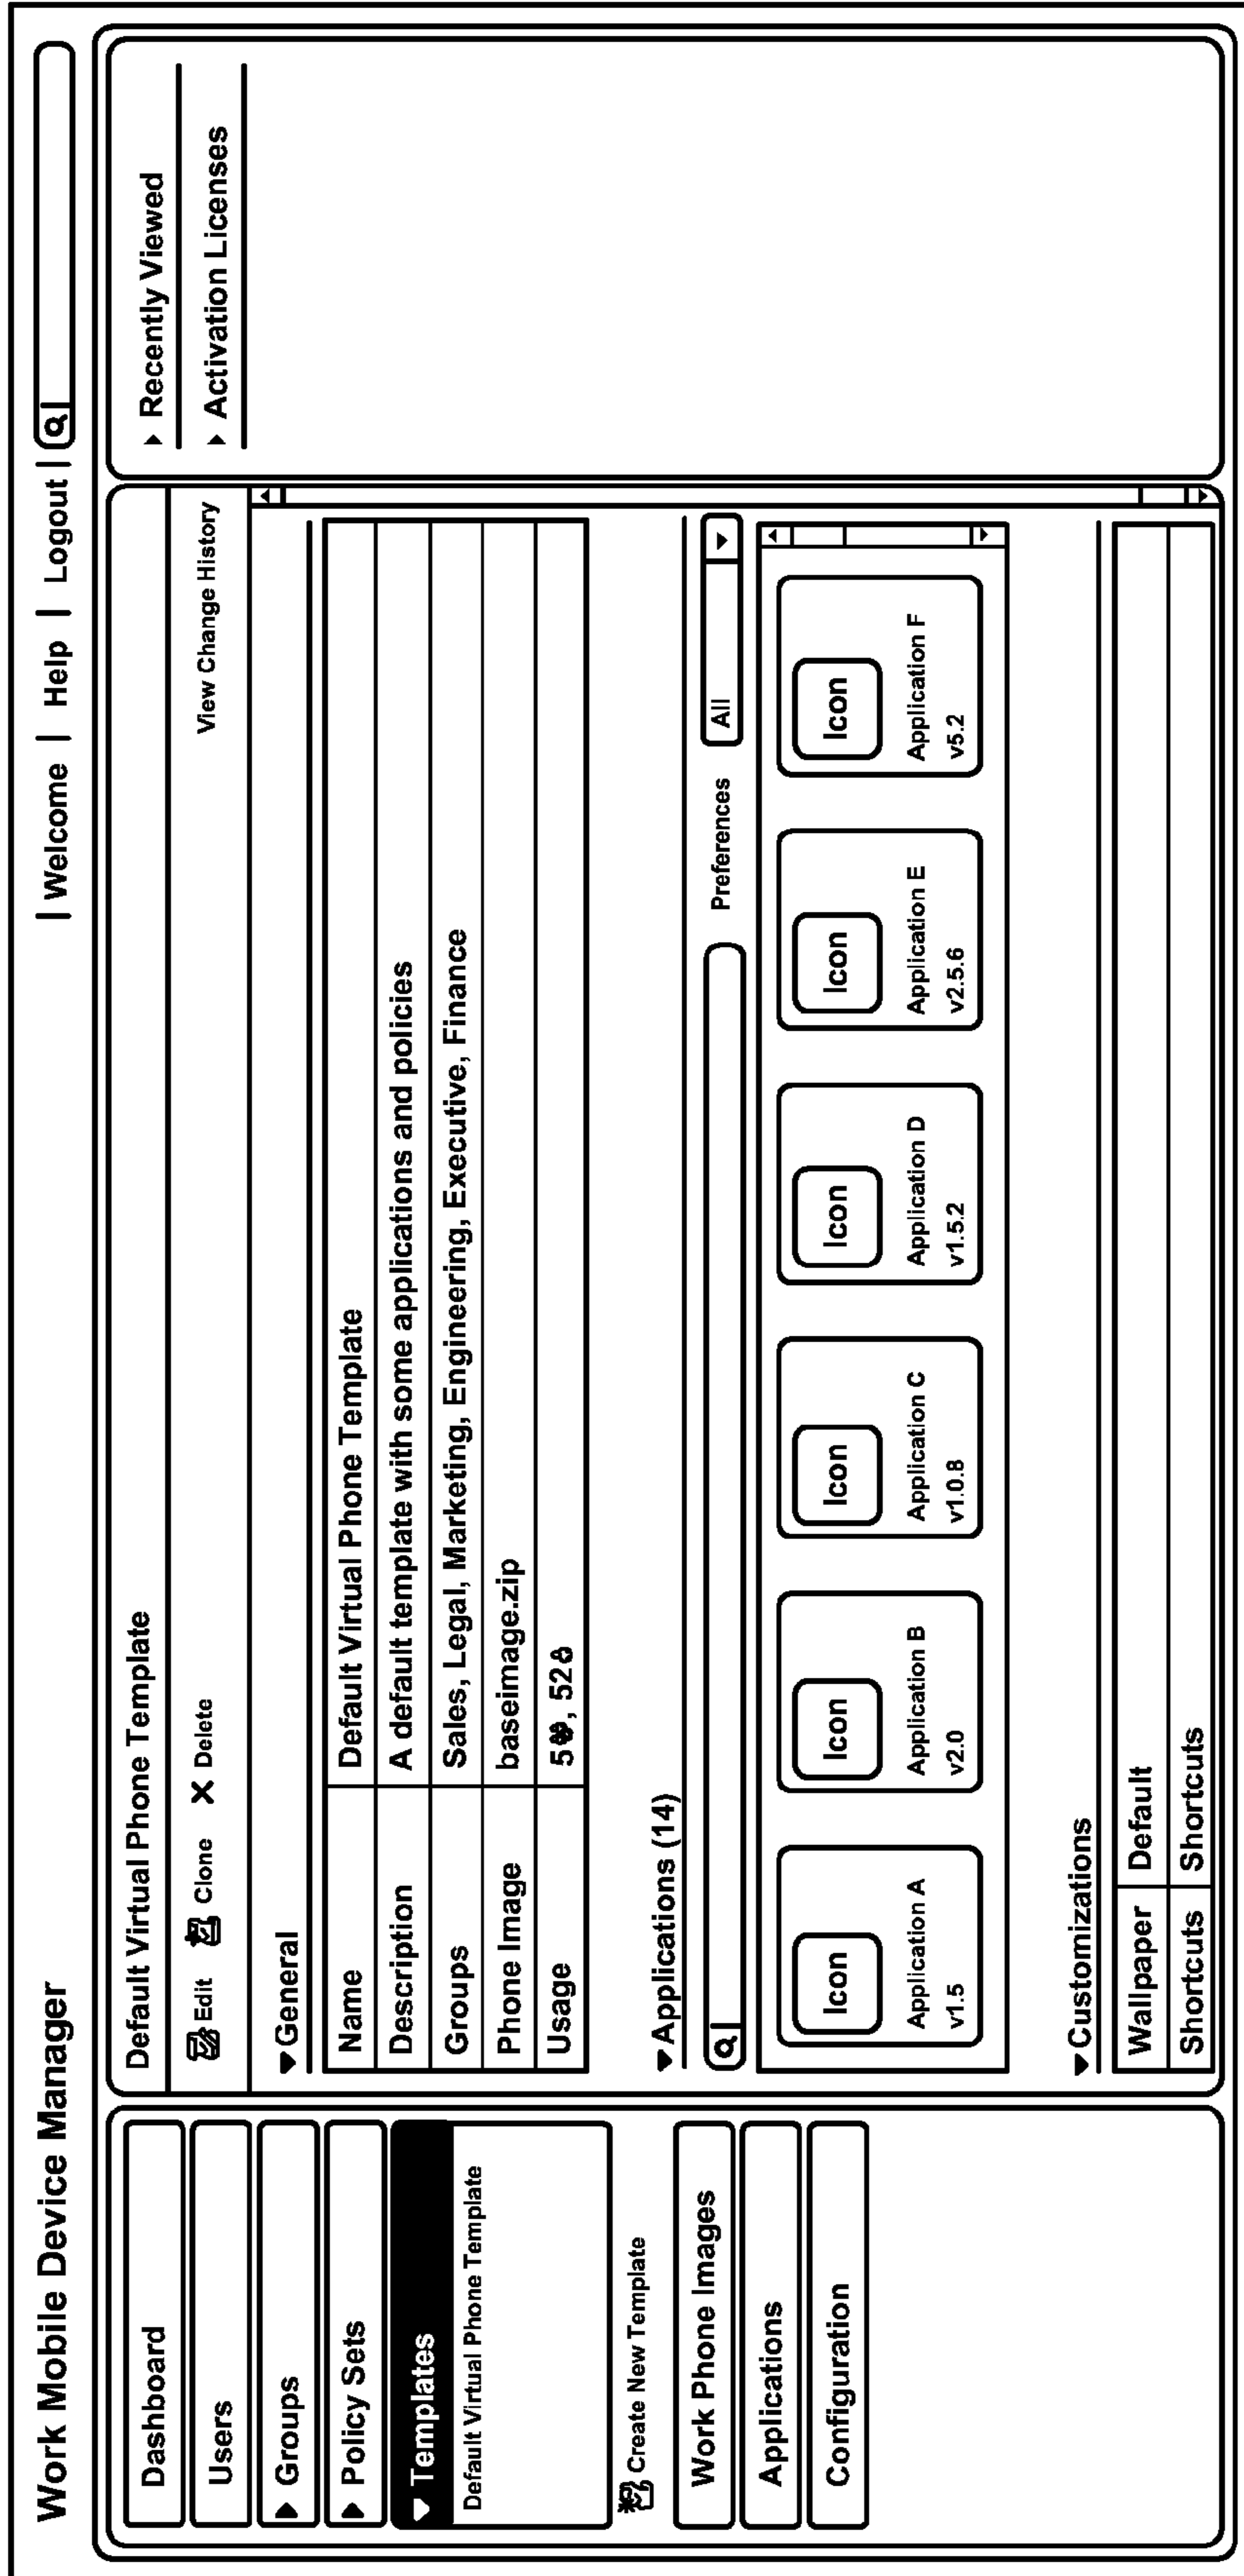 Work Mobile Device Manager
| Welcome | Help | Logout |
Dashboard
Users
Groups
Policy Sets
Templates
Default Virtual Phone Template
Create New Template
Work Phone Images
Applications
Configuration
Default Virtual Phone Template
Edit Clone Delete View Change History
General
Name Default Virtual Phone Template
Description A default template with some applications and policies
Groups Sales, Legal, Marketing, Engineering, Executive, Finance
Phone Image baseimage.zip
Usage 5, 52
Applications (14)
Preferences All
Icon Icon Icon Icon Icon Icon
Application A Application B Application C Application D Application E Application F
v1.5 v2.0 v1.0.8 v1.5.2 v2.5.6 v5.2
Customizations
Wallpaper Default
Shortcuts Shortcuts
Recently Viewed
Activation Licenses